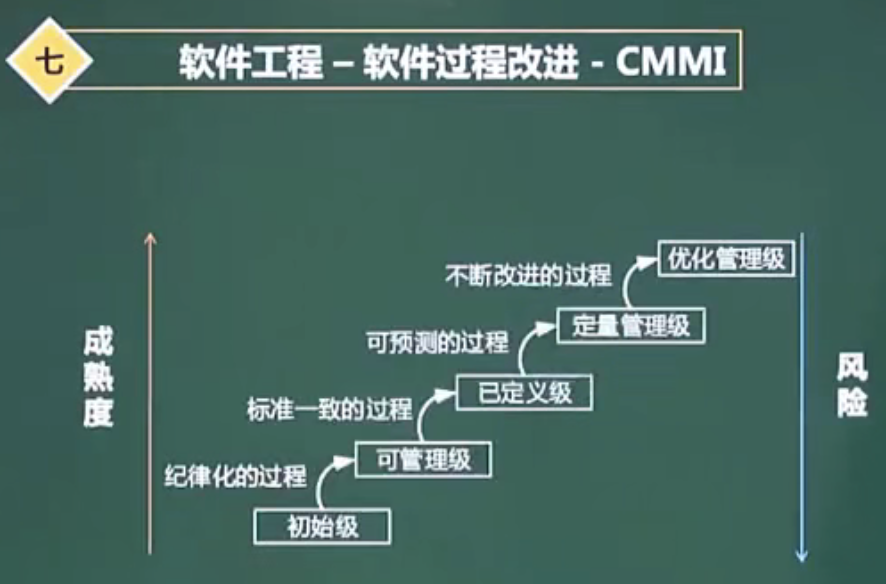 七
软件工程 – 软件过程改进 - CMMI
优化管理级
不断改进的过程
定量管理级
可预测的过程
已定义级
标准一致的过程
可管理级
纪律化的过程
初始级
成熟度
风险